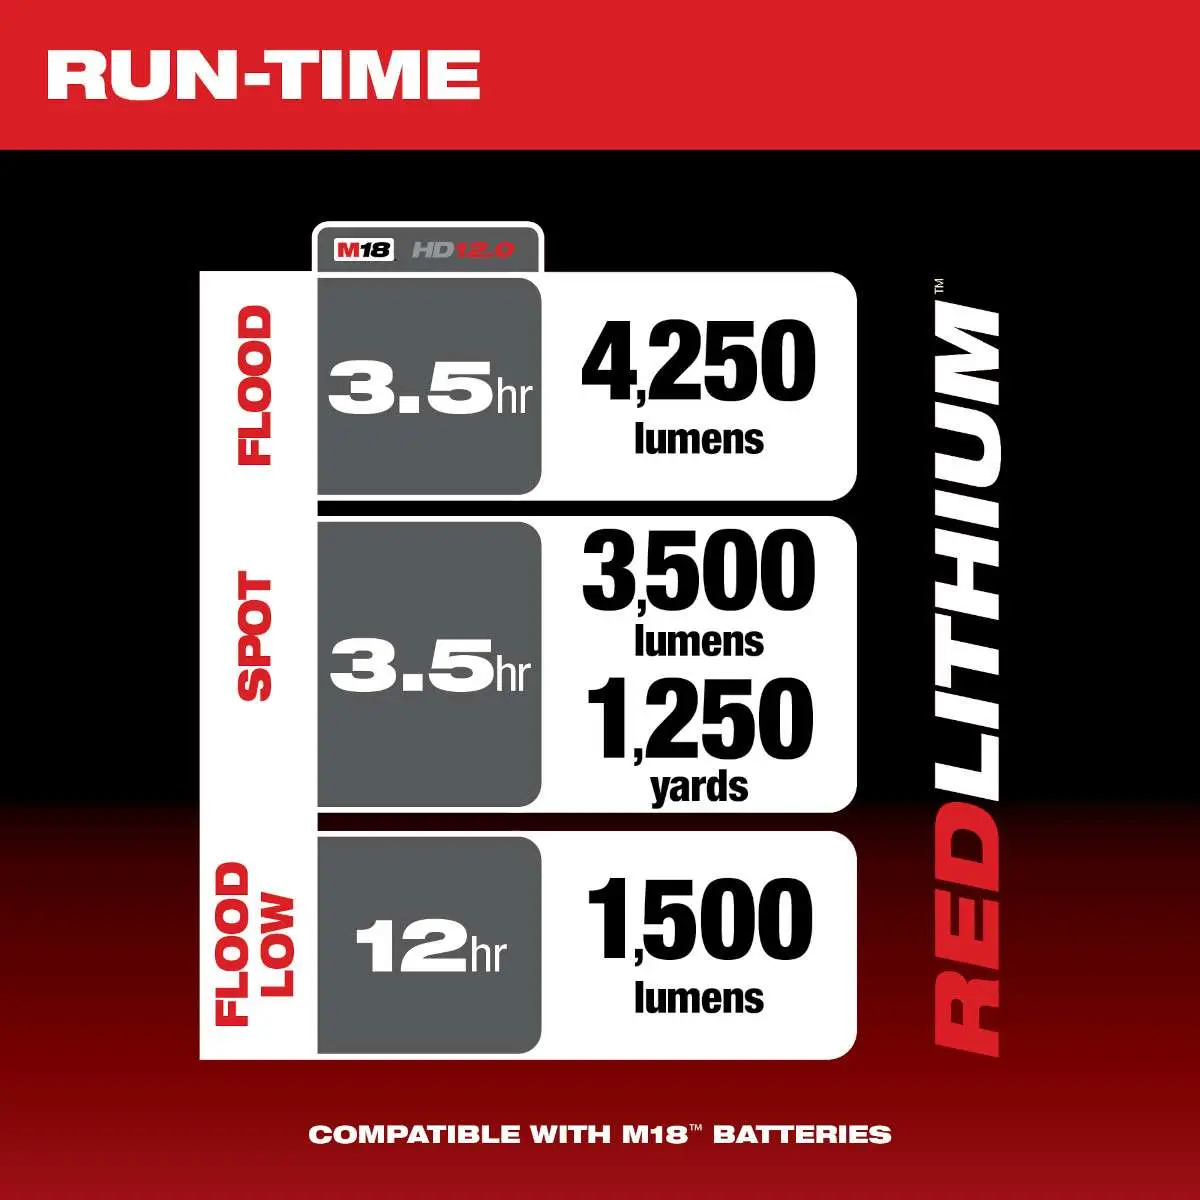 RUN-TIME
M18 HD12.0
FLOOD
3.5hr
4,250
lumens
SPOT
3.5hr
3,500
lumens
1,250
yards
FLOOD
LOW
12hr
1,500
lumens
REDLITHIUM™
COMPATIBLE WITH M18™ BATTERIES